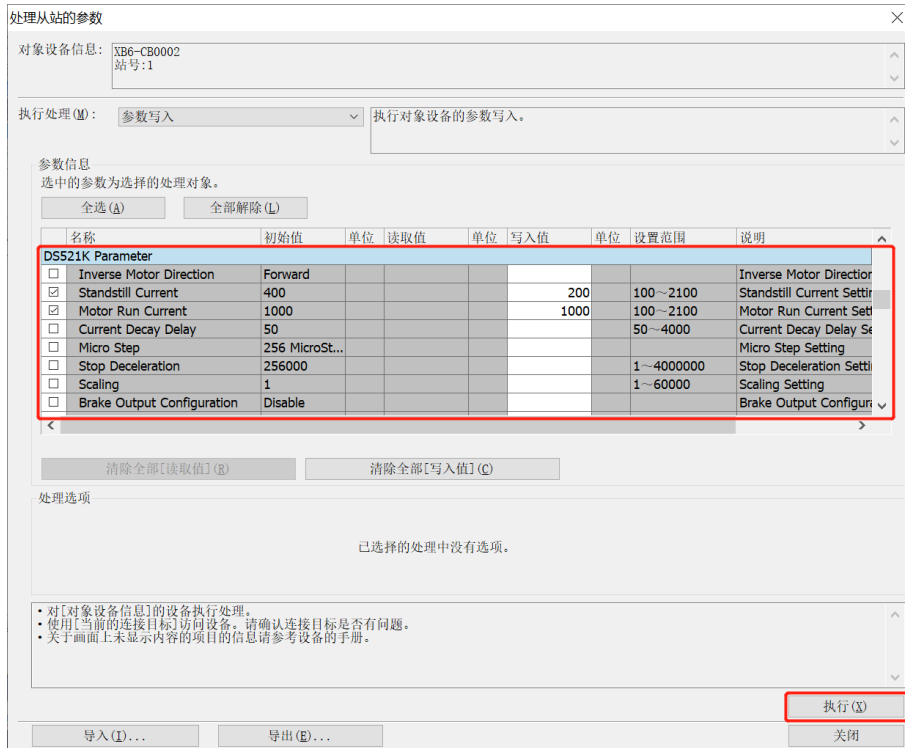 处理从站的参数
对象设备信息: XB6-CB0002
站号:1
执行处理(M): 参数写入 执行对象设备的参数写入。
参数信息
选中的参数为选择的处理对象。
全选(A) 全部解除(L)
名称 初始值 单位 读取值 单位 写入值 单位 设置范围 说明
DS521K Parameter
Inverse Motor Direction Forward Inverse Motor Direction
Standstill Current 400 200 100~2100 Standstill Current Settin
Motor Run Current 1000 1000 100~2100 Motor Run Current Sett
Current Decay Delay 50 50~4000 Current Decay Delay Se
Micro Step 256 MicroSt... Micro Step Setting
Stop Deceleration 256000 1~4000000 Stop Deceleration Settin
Scaling 1 1~60000 Scaling Setting
Brake Output Configuration Disable Brake Output Configura
清除全部[读取值](R) 清除全部[写入值](C)
处理选项
已选择的处理中没有选项。
・对[对象设备信息]的设备执行处理。
・使用[当前的连接目标]访问设备。请确认连接目标是否有问题。
・关于画面上未显示内容的项目的信息请参考设备的手册。
执行(X)
导入(I)... 导出(E)... 关闭